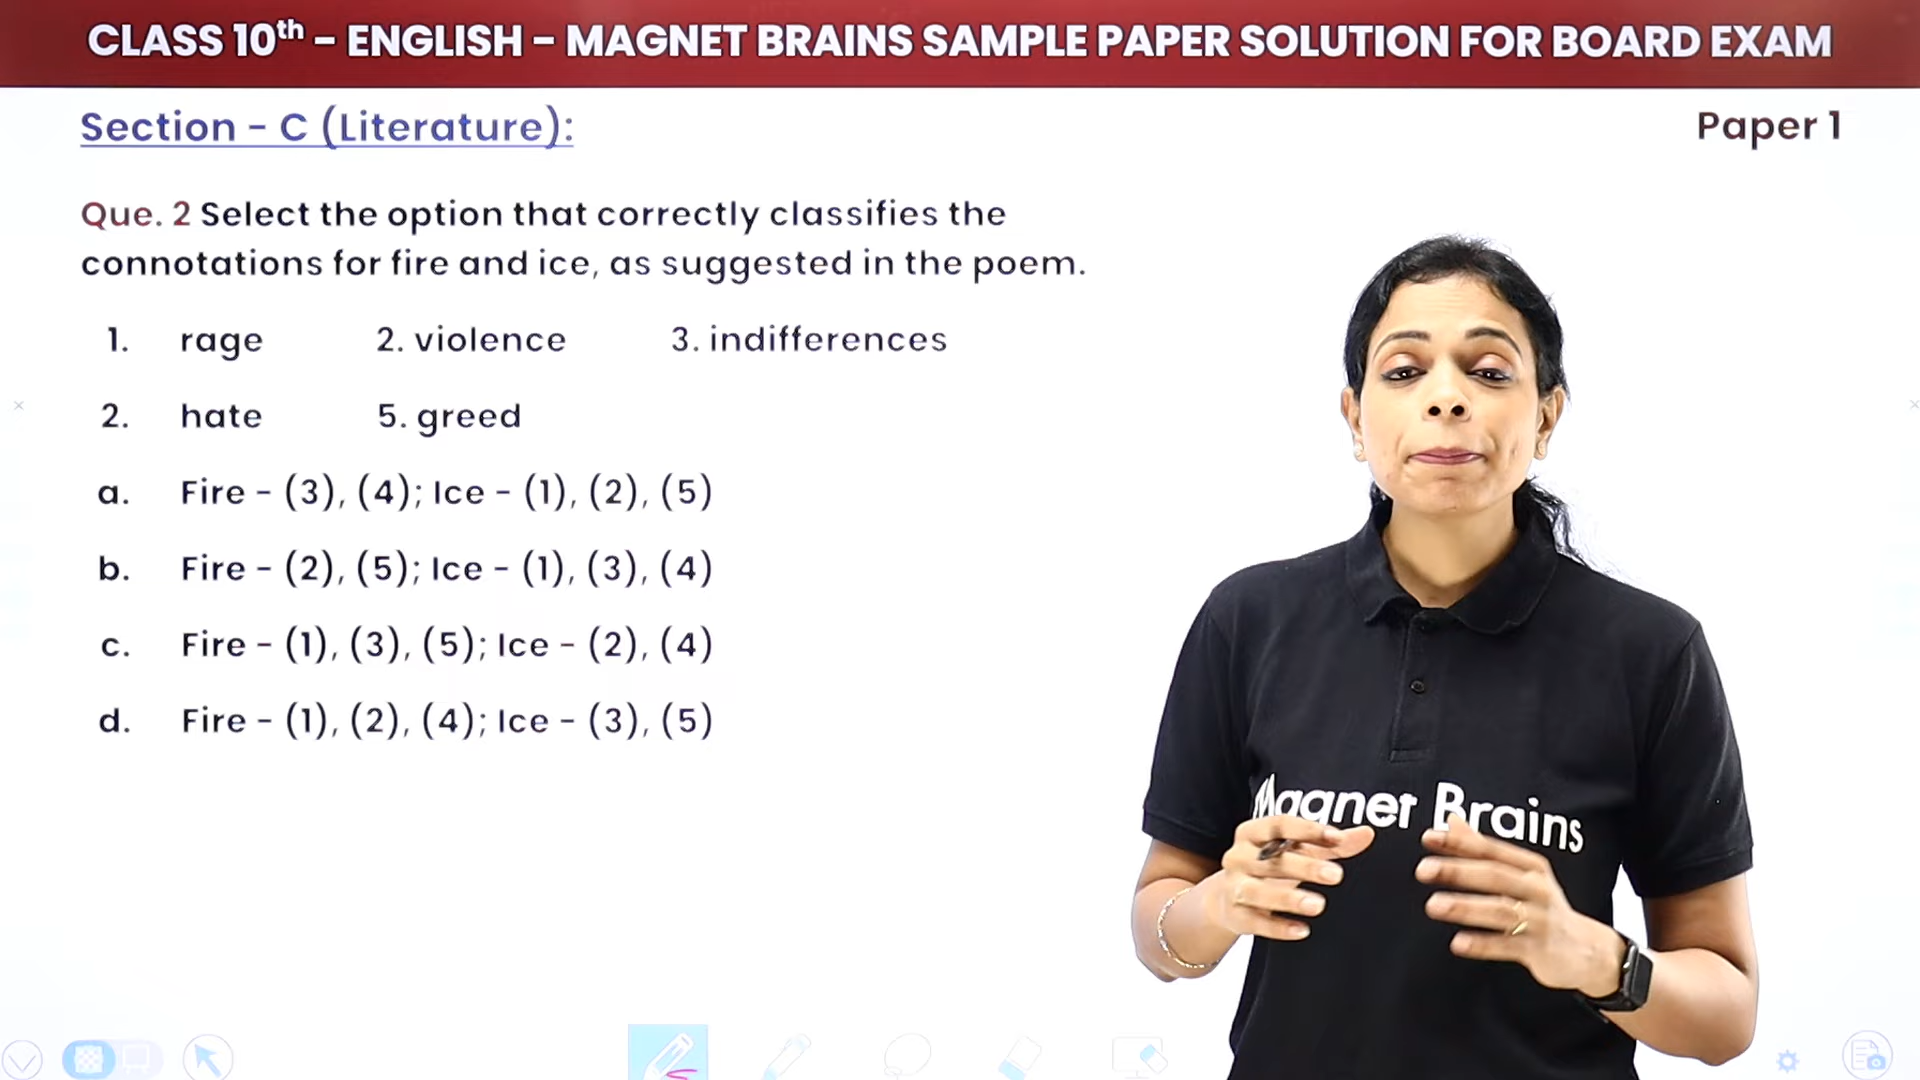 CLASS 10th - ENGLISH - MAGNET BRAINS SAMPLE PAPER SOLUTION FOR BOARD EXAM
Section - C (Literature):
Paper 1
Que. 2 Select the option that correctly classifies the
connotations for fire and ice, as suggested in the poem.
1. rage 2. violence 3. indifferences
2. hate 5. greed
a. Fire - (3), (4); Ice - (1), (2), (5)
b. Fire - (2), (5); Ice - (1), (3), (4)
c. Fire - (1), (3), (5); Ice - (2), (4)
d. Fire - (1), (2), (4); Ice - (3), (5)
Magnet Brains